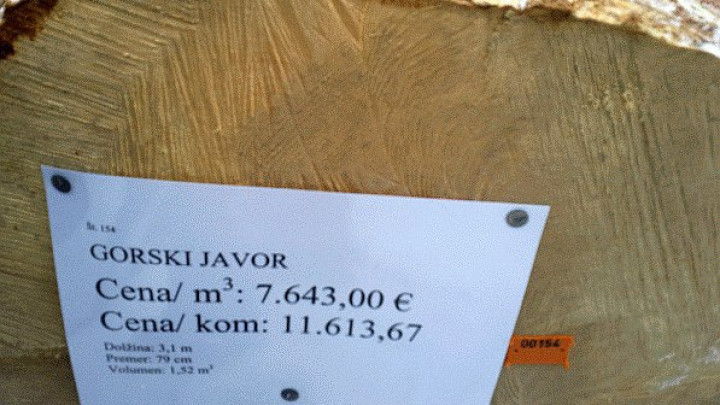 Št. 154
GORSKI JAVOR
Cena/ m³: 7.643,00 €
Cena/ kom: 11.613,67
Dolžina: 3,1 m
Premer: 79 cm
Volumen: 1,52 m³
00154